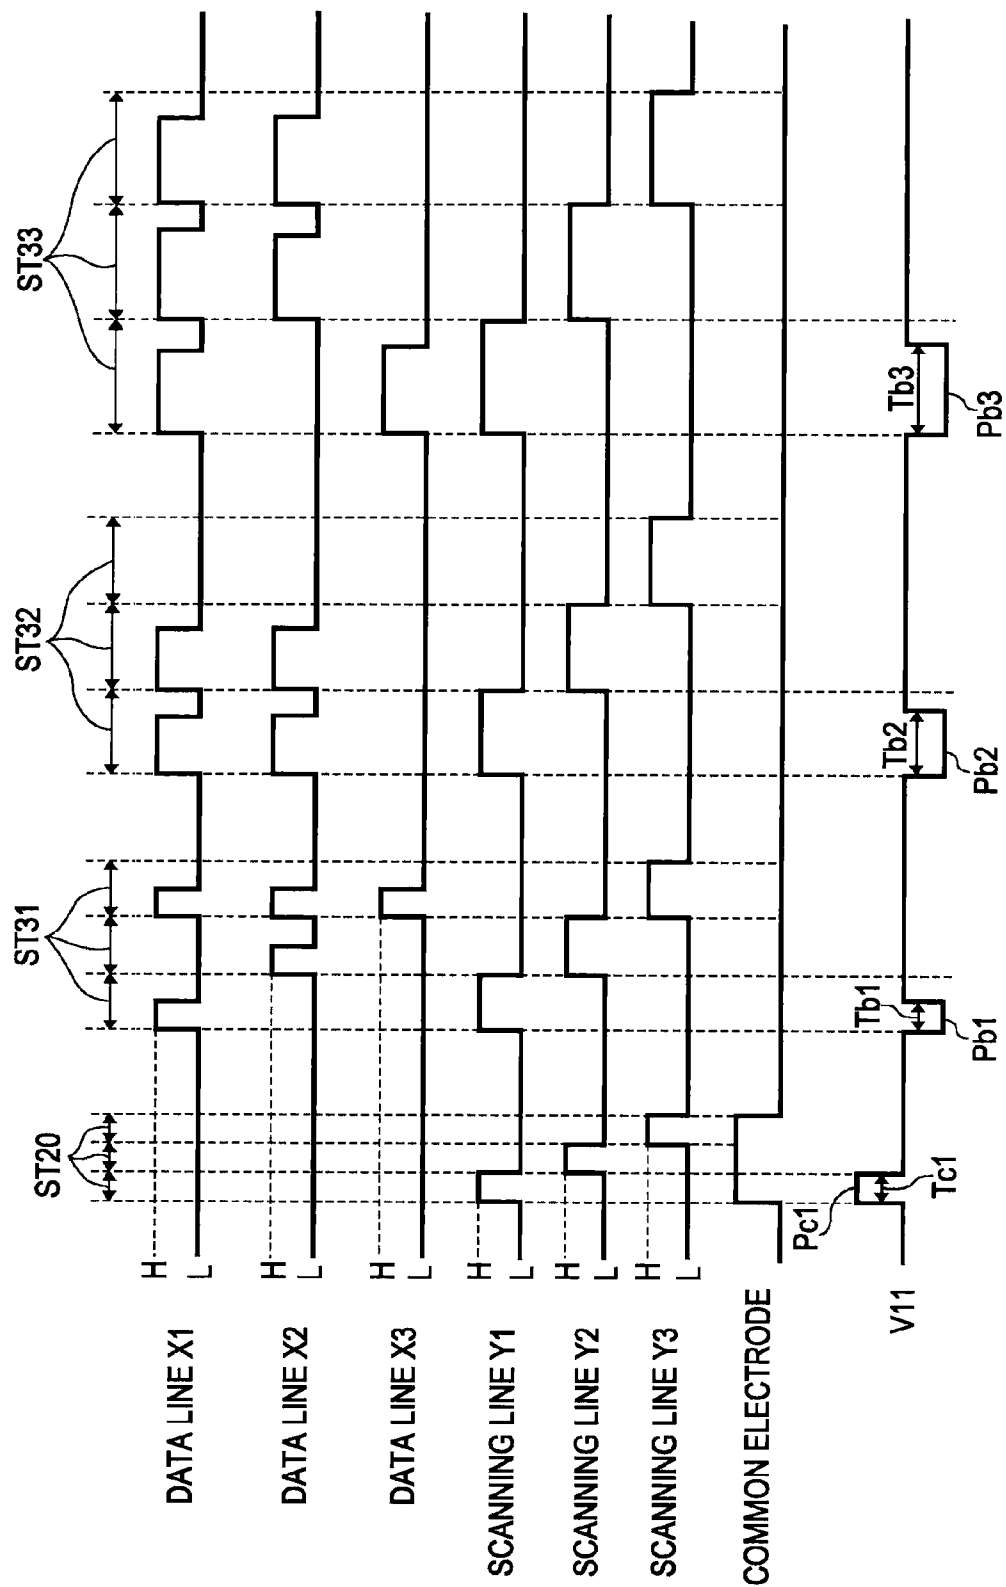 ST20
ST31
ST32
ST33
DATA LINE X1
H
L
DATA LINE X2
H
L
DATA LINE X3
H
L
SCANNING LINE Y1
H
L
SCANNING LINE Y2
H
L
SCANNING LINE Y3
H
L
COMMON ELECTRODE
V11
Pc1
Tc1
Tb1
Pb1
Tb2
Pb2
Tb3
Pb3